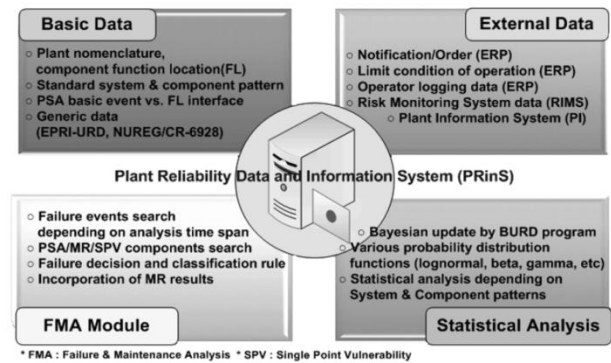 Basic Data
○ Plant nomenclature,
component function location(FL)
○ Standard system & component pattern
○ PSA basic event vs. FL interface
○ Generic data
(EPRI-URD, NUREG/CR-6928)
External Data
○ Notification/Order (ERP)
○ Limit condition of operation (ERP)
○ Operator logging data (ERP)
○ Risk Monitoring System data (RIMS)
○ Plant Information System (PI)
Plant Reliability Data and Information System (PRinS)
○ Failure events search
depending on analysis time span
○ PSA/MR/SPV components search
○ Failure decision and classification rule
○ Incorporation of MR results
FMA Module
○ Bayesian update by BURD program
○ Various probability distribution
functions (lognormal, beta, gamma, etc)
○ Statistical analysis depending on
System & Component patterns
Statistical Analysis
* FMA : Failure & Maintenance Analysis * SPV : Single Point Vulnerability